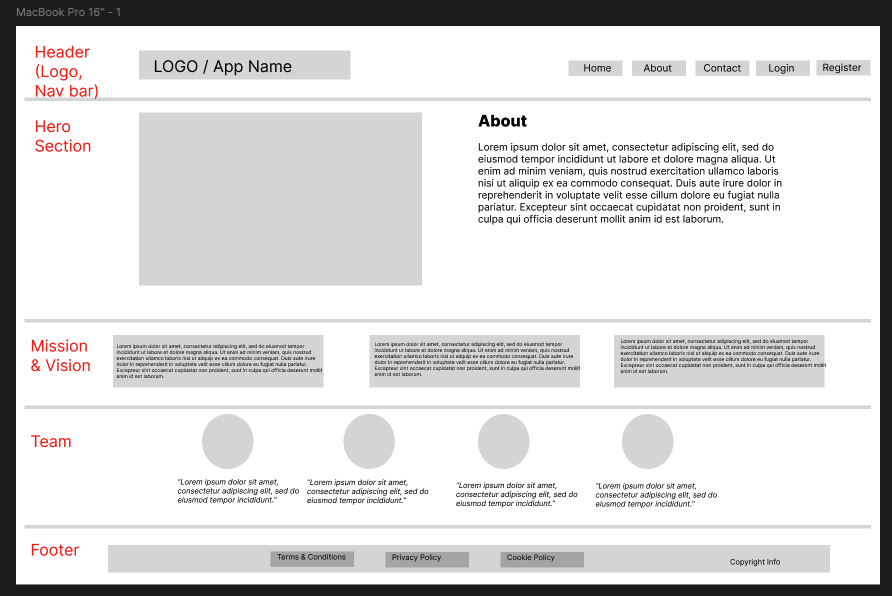 MacBook Pro 16" - 1
Header
(Logo,
Nav bar)
LOGO / App Name
Home
About
Contact
Login
Register
Hero
Section
About
Lorem ipsum dolor sit amet, consectetur adipiscing elit, sed do
eiusmod tempor incididunt ut labore et dolore magna aliqua. Ut
enim ad minim veniam, quis nostrud exercitation ullamco laboris
nisi ut aliquip ex ea commodo consequat. Duis aute irure dolor in
reprehenderit in voluptate velit esse cillum dolore eu fugiat nulla
pariatur. Excepteur sint occaecat cupidatat non proident, sunt in
culpa qui officia deserunt mollit anim id est laborum.
Mission
& Vision
Lorem ipsum dolor sit amet, consectetur adipiscing elit, sed do eiusmod tempor
incididunt ut labore et dolore magna aliqua. Ut enim ad minim veniam, quis nostrud
exercitation ullamco laboris nisi ut aliquip ex ea commodo consequat. Duis aute irure
dolor in reprehenderit in voluptate velit esse cillum dolore eu fugiat nulla pariatur.
Excepteur sint occaecat cupidatat non proident, sunt in culpa qui officia deserunt mollit
anim id est laborum.
Lorem ipsum dolor sit amet, consectetur adipiscing elit, sed do eiusmod tempor
incididunt ut labore et dolore magna aliqua. Ut enim ad minim veniam, quis nostrud
exercitation ullamco laboris nisi ut aliquip ex ea commodo consequat. Duis aute irure
dolor in reprehenderit in voluptate velit esse cillum dolore eu fugiat nulla pariatur.
Excepteur sint occaecat cupidatat non proident, sunt in culpa qui officia deserunt mollit
anim id est laborum.
Lorem ipsum dolor sit amet, consectetur adipiscing elit, sed do eiusmod tempor
incididunt ut labore et dolore magna aliqua. Ut enim ad minim veniam, quis nostrud
exercitation ullamco laboris nisi ut aliquip ex ea commodo consequat. Duis aute irure
dolor in reprehenderit in voluptate velit esse cillum dolore eu fugiat nulla pariatur.
Excepteur sint occaecat cupidatat non proident, sunt in culpa qui officia deserunt mollit
anim id est laborum.
Team
"Lorem ipsum dolor sit amet,
consectetur adipiscing elit, sed do
eiusmod tempor incididunt."
"Lorem ipsum dolor sit amet,
consectetur adipiscing elit, sed do
eiusmod tempor incididunt."
"Lorem ipsum dolor sit amet,
consectetur adipiscing elit, sed do
eiusmod tempor incididunt."
"Lorem ipsum dolor sit amet,
consectetur adipiscing elit, sed do
eiusmod tempor incididunt."
Footer
Terms & Conditions
Privacy Policy
Cookie Policy
Copyright Info